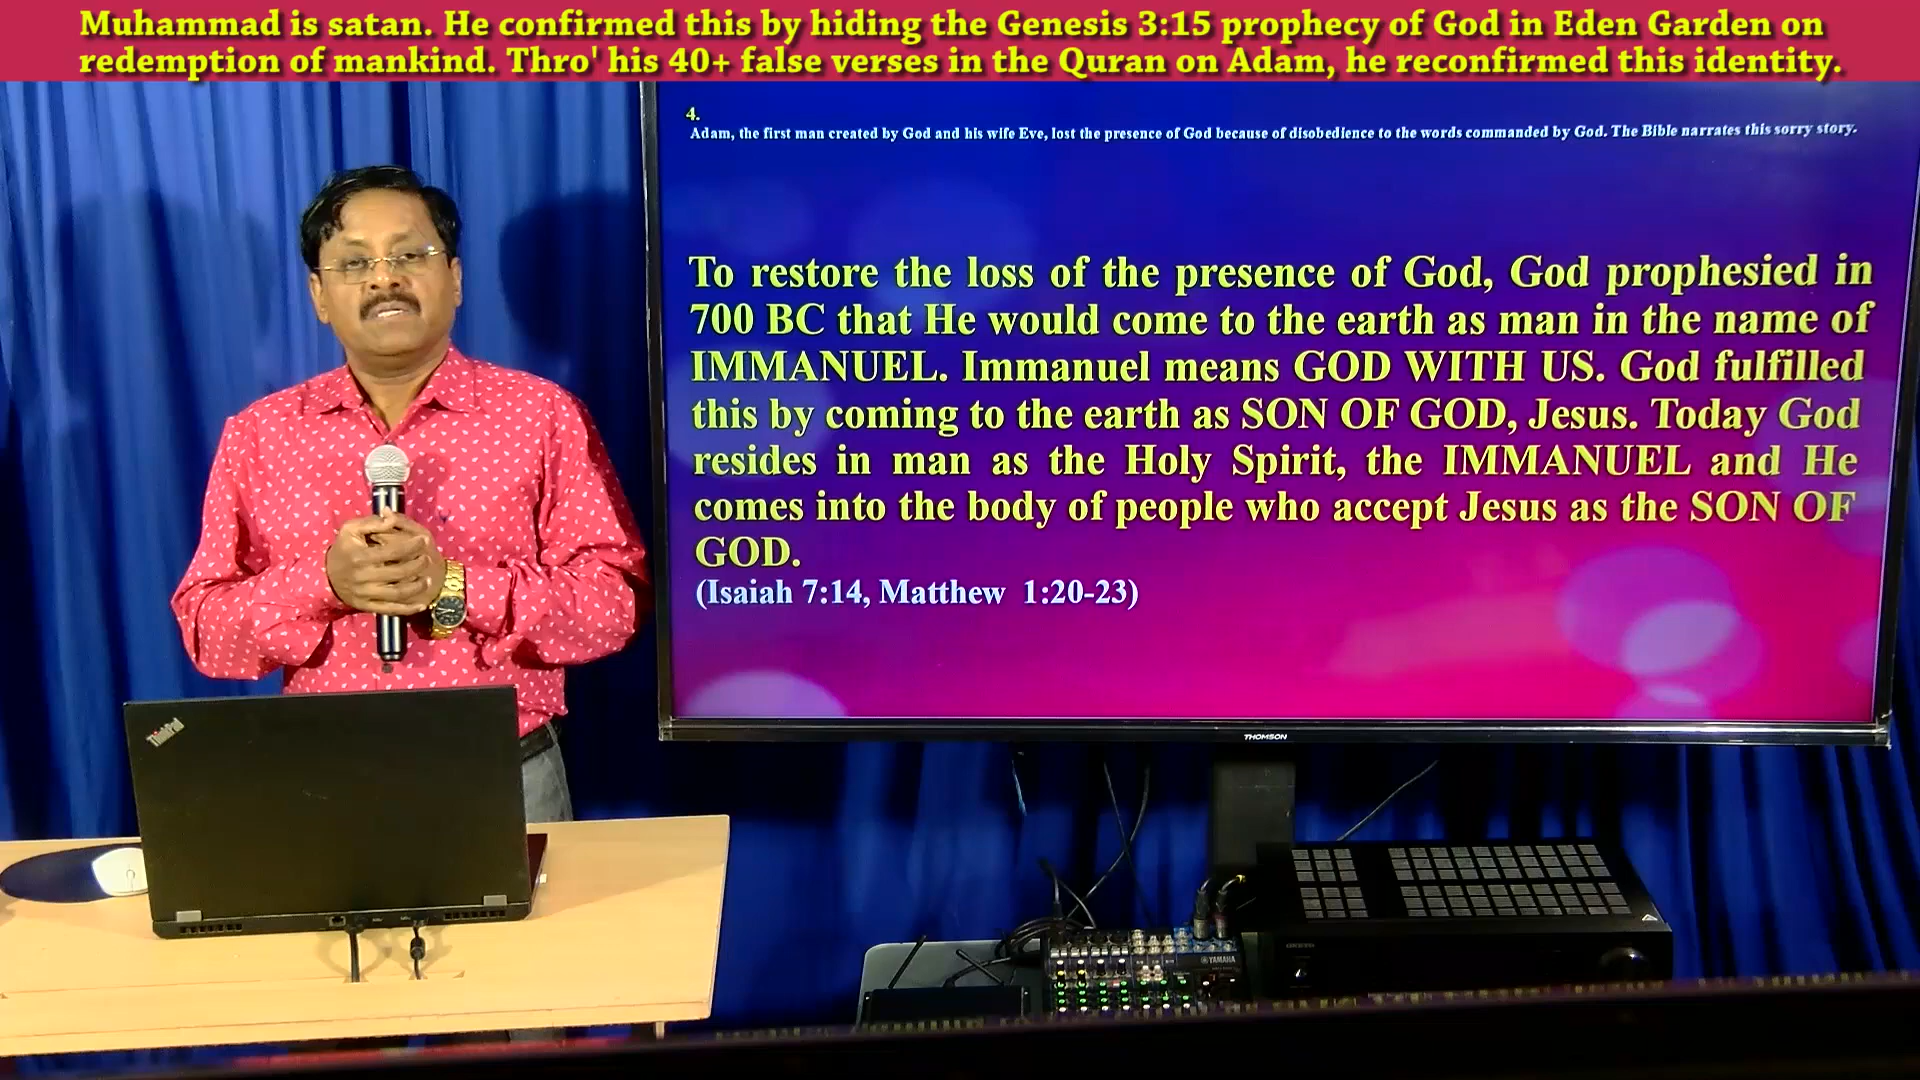 Muhammad is satan. He confirmed this by hiding the Genesis 3:15 prophecy of God in Eden Garden on
redemption of mankind. Thro' his 40+ false verses in the Quran on Adam, he reconfirmed this identity.
4.
Adam, the first man created by God and his wife Eve, lost the presence of God because of disobedience to the words commanded by God. The Bible narrates this sorry story.
To restore the loss of the presence of God, God prophesied in
700 BC that He would come to the earth as man in the name of
IMMANUEL. Immanuel means GOD WITH US. God fulfilled
this by coming to the earth as SON OF GOD, Jesus. Today God
resides in man as the Holy Spirit, the IMMANUEL and He
comes into the body of people who accept Jesus as the SON OF
GOD.
(Isaiah 7:14, Matthew 1:20-23)
THOMSON
ThinkPad
ONKYO
YAMAHA